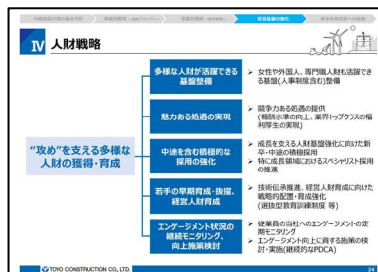 経営基盤の強化
Ⅳ 人財戦略
“攻め”を支える多様な
人財の獲得・育成
多様な人財が活躍できる
基盤整備
➢ 女性や外国人、専門職人財も活躍できる基盤(人事制度含む)整備
魅力ある処遇の実現
➢ 競争力ある処遇の提供
(報酬水準の向上、業界トップクラスの福利厚生の実現)
中途を含む積極的な
採用の強化
➢ 成長を支える人財基盤強化に向けた新卒・中途の積極採用
➢ 特に成長領域におけるスペシャリスト採用の推進
若手の早期育成・抜擢、
経営人財育成
➢ 技術伝承推進、経営人財育成に向けた
戦略的配置・育成強化
(選抜型教育訓練制度 等)
エンゲージメント状況の
継続モニタリング、
向上施策検討
➢ 従業員の当社へのエンゲージメントの定期モニタリング
➢ エンゲージメント向上に資する施策の検討・実施(継続的なPDCA)
TOYO CONSTRUCTION CO., LTD.
24